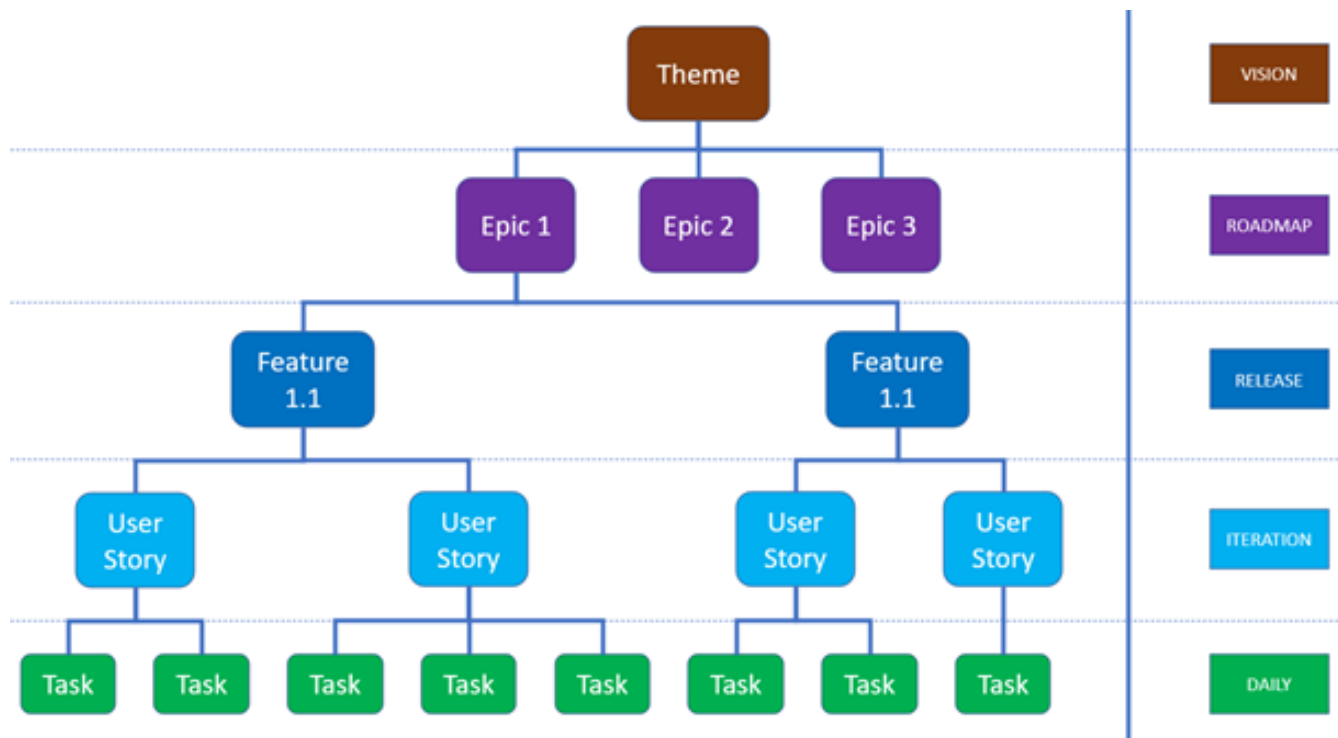 Theme
VISION
Epic 1
Epic 2
Epic 3
ROADMAP
Feature
1.1
Feature
1.1
RELEASE
User
Story
User
Story
User
Story
User
Story
ITERATION
Task
Task
Task
Task
Task
Task
Task
Task
DAILY